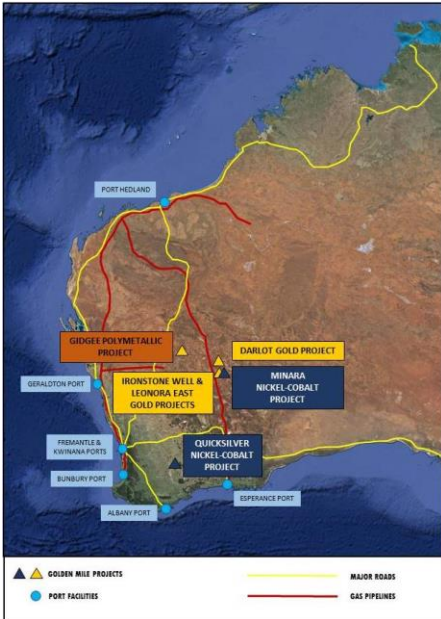 PORT HEDLAND
GIDGEE POLYMETALLIC
PROJECT
DARLOT GOLD PROJECT
MINARA
NICKEL-COBALT
PROJECT
GERALDTON PORT
IRONSTONE WELL &
LEONORA EAST
GOLD PROJECTS
FREMANTLE &
KWINANA PORTS
QUICKSILVER
NICKEL-COBALT
PROJECT
BUNBURY PORT
ESPERANCE PORT
ALBANY PORT
GOLDEN MILE PROJECTS
MAJOR ROADS
PORT FACILITIES
GAS PIPELINES